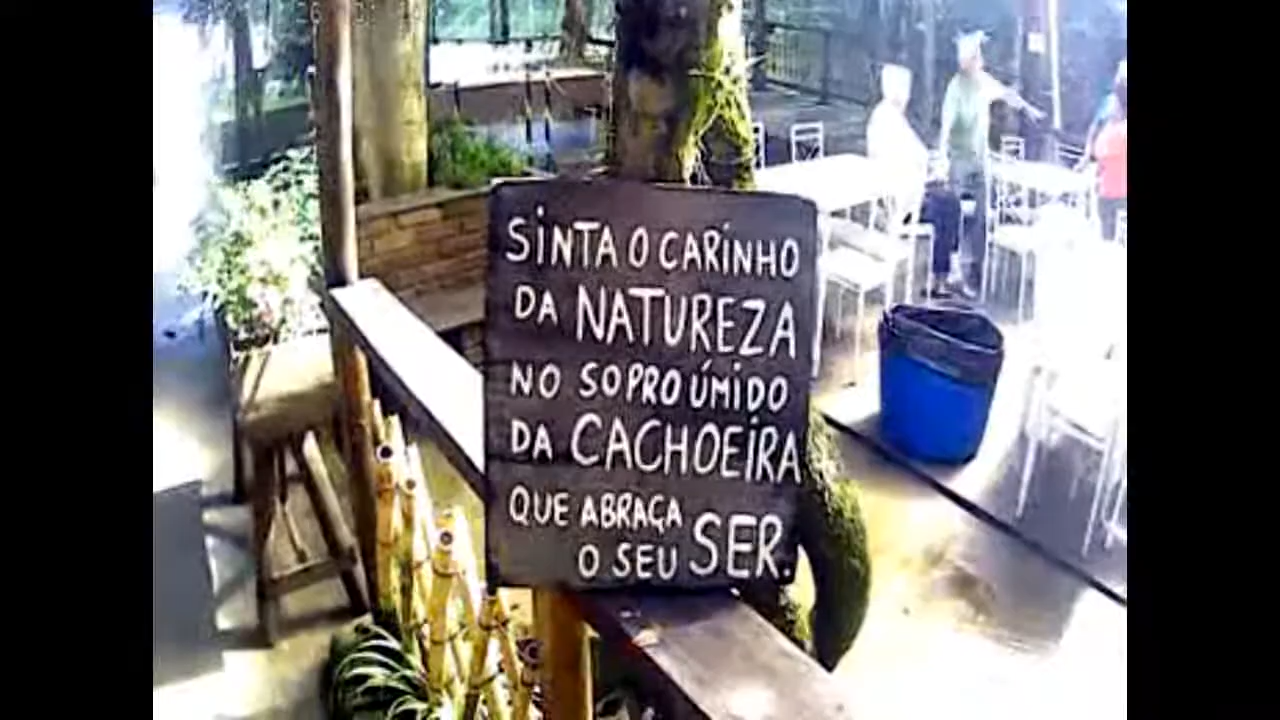 SINTA O CARINHO
DA NATUREZA
NO SOPRO ÚMIDO
DA CACHOEIRA
QUE ABRAÇA
O SEU SER.